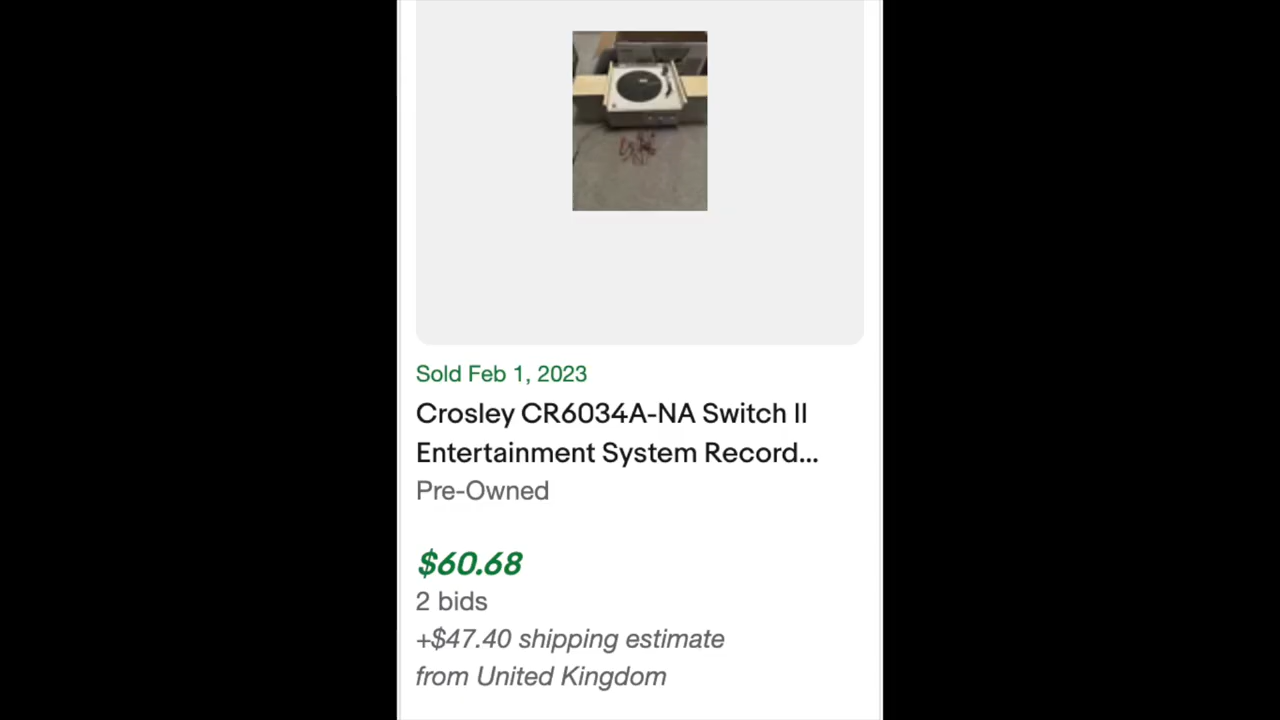 Sold Feb 1, 2023
Crosley CR6034A-NA Switch II
Entertainment System Record...
Pre-Owned
$60.68
2 bids
+$47.40 shipping estimate
from United Kingdom